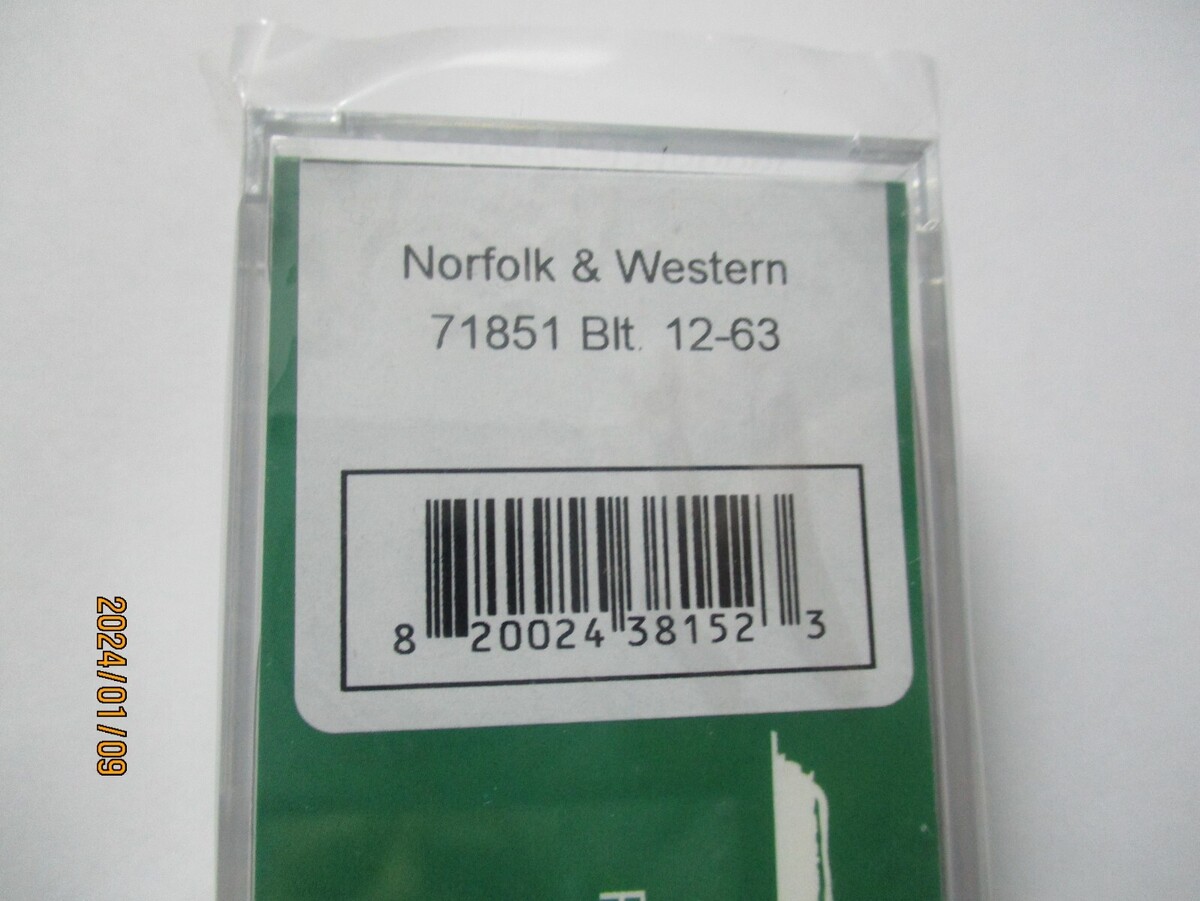 Norfolk & Western
71851 Blt. 12-63
8 20024 38152 3
2024/01/09